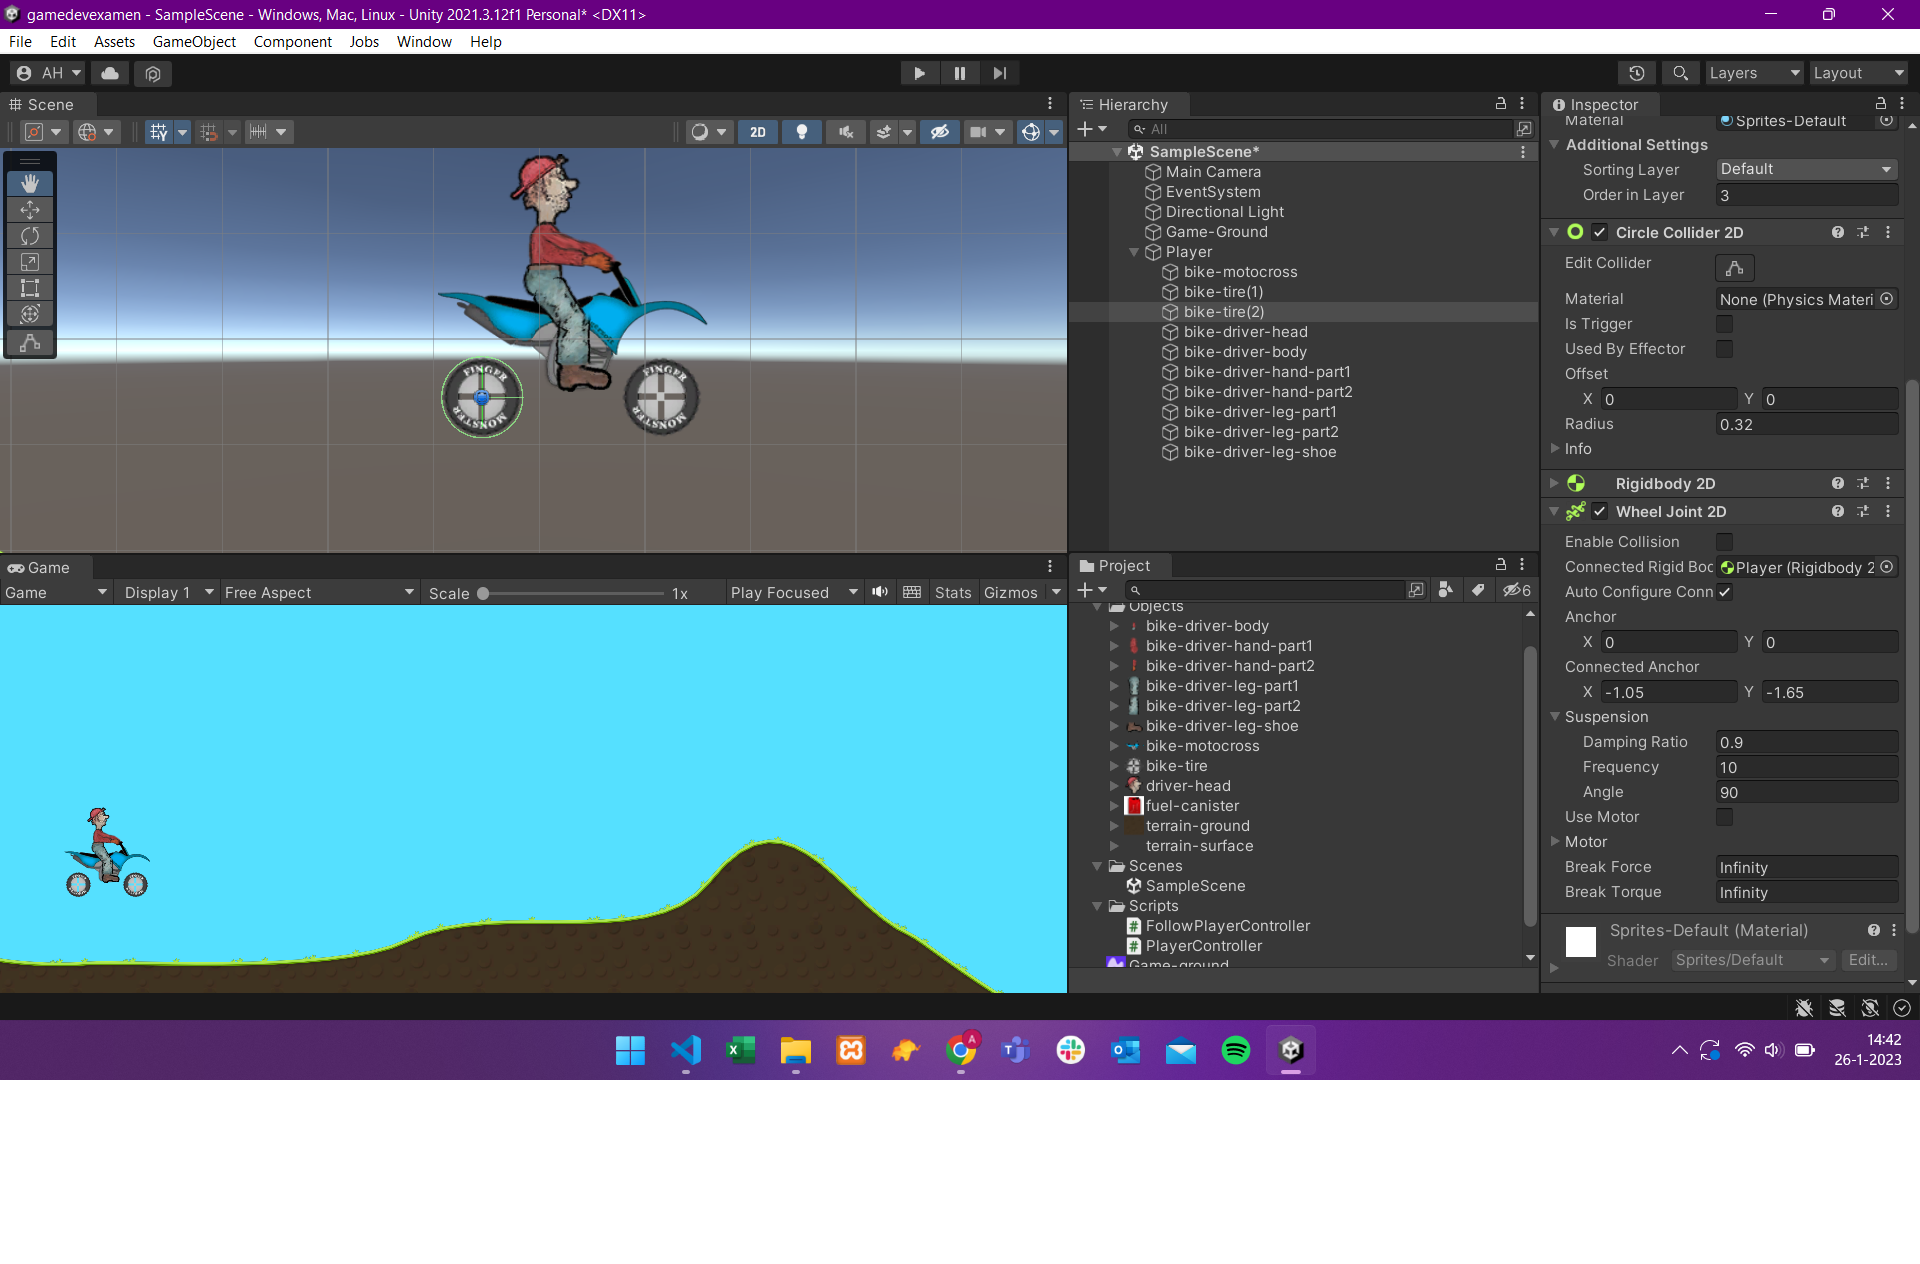 gamedevexamen - SampleScene - Windows, Mac, Linux - Unity 2021.3.12f1 Personal* <DX11>
File Edit Assets GameObject Component Jobs Window Help
AH
Layers
Layout
Scene
2D
FINGER
MONSTER
FINGER
MONSTER
Game
Game Display 1 Free Aspect Scale 1x Play Focused Stats Gizmos
Hierarchy
All
SampleScene*
Main Camera
EventSystem
Directional Light
Game-Ground
Player
bike-motocross
bike-tire(1)
bike-tire(2)
bike-driver-head
bike-driver-body
bike-driver-hand-part1
bike-driver-hand-part2
bike-driver-leg-part1
bike-driver-leg-part2
bike-driver-leg-shoe
Project
6
Objects
bike-driver-body
bike-driver-hand-part1
bike-driver-hand-part2
bike-driver-leg-part1
bike-driver-leg-part2
bike-driver-leg-shoe
bike-motocross
bike-tire
driver-head
fuel-canister
terrain-ground
terrain-surface
Scenes
SampleScene
Scripts
FollowPlayerController
PlayerController
Game-ground
Inspector
Material Sprites-Default
Additional Settings
Sorting Layer Default
Order in Layer 3
Circle Collider 2D
Edit Collider
Material None (Physics Materi
Is Trigger
Used By Effector
Offset
X 0 Y 0
Radius 0.32
Info
Rigidbody 2D
Wheel Joint 2D
Enable Collision
Connected Rigid Boc Player (Rigidbody 2
Auto Configure Conn
Anchor
X 0 Y 0
Connected Anchor
X -1.05 Y -1.65
Suspension
Damping Ratio 0.9
Frequency 10
Angle 90
Use Motor
Motor
Break Force Infinity
Break Torque Infinity
Sprites-Default (Material)
Shader Sprites/Default Edit...
A
14:42
26-1-2023